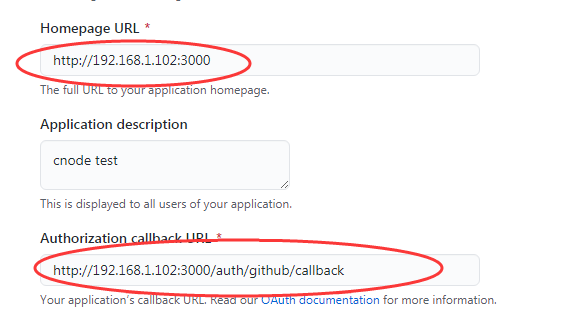 Homepage URL *
http://192.168.1.102:3000
The full URL to your application homepage.
Application description
cnode test
This is displayed to all users of your application.
Authorization callback URL *
http://192.168.1.102:3000/auth/github/callback
Your application's callback URL. Read our OAuth documentation for more information.